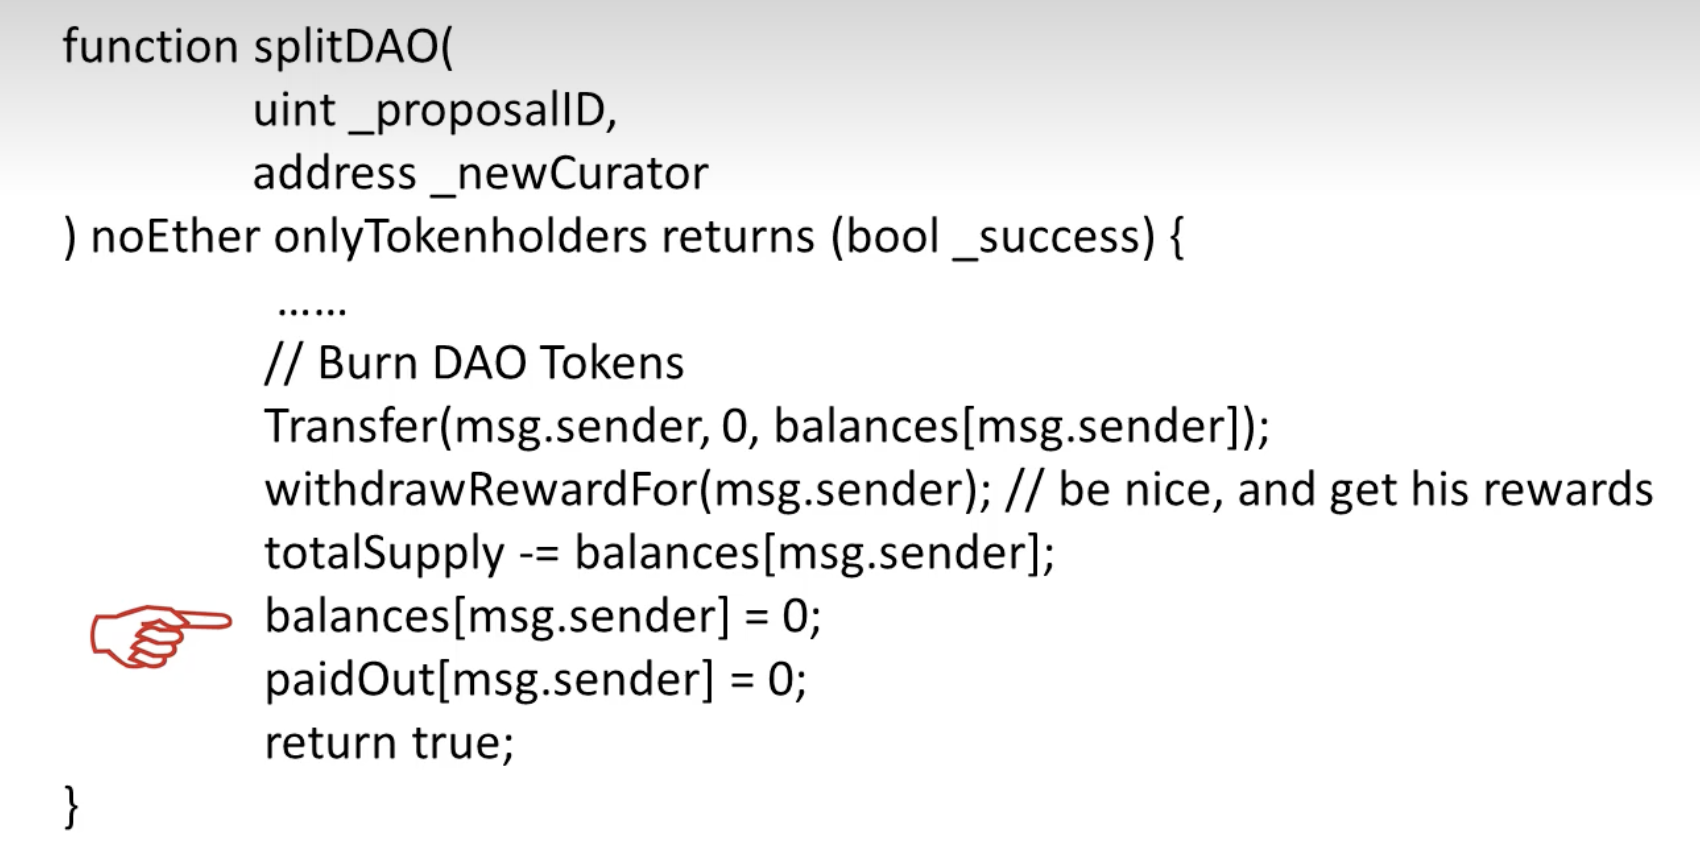 function splitDAO(
uint _proposalID,
address _newCurator
) noEther onlyTokenholders returns (bool _success) {
......
// Burn DAO Tokens
Transfer(msg.sender, 0, balances[msg.sender]);
withdrawRewardFor(msg.sender); // be nice, and get his rewards
totalSupply -= balances[msg.sender];
balances[msg.sender] = 0;
paidOut[msg.sender] = 0;
return true;
}